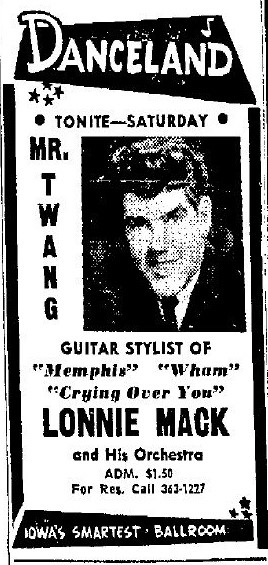 DANCELAND
• TONITE—SATURDAY •
MR.
TWANG
GUITAR STYLIST OF
"Memphis" "Wham"
"Crying Over You"
LONNIE MACK
and His Orchestra
ADM. $1.50
For Res. Call 363-1227
IOWA'S SMARTEST · BALLROOM